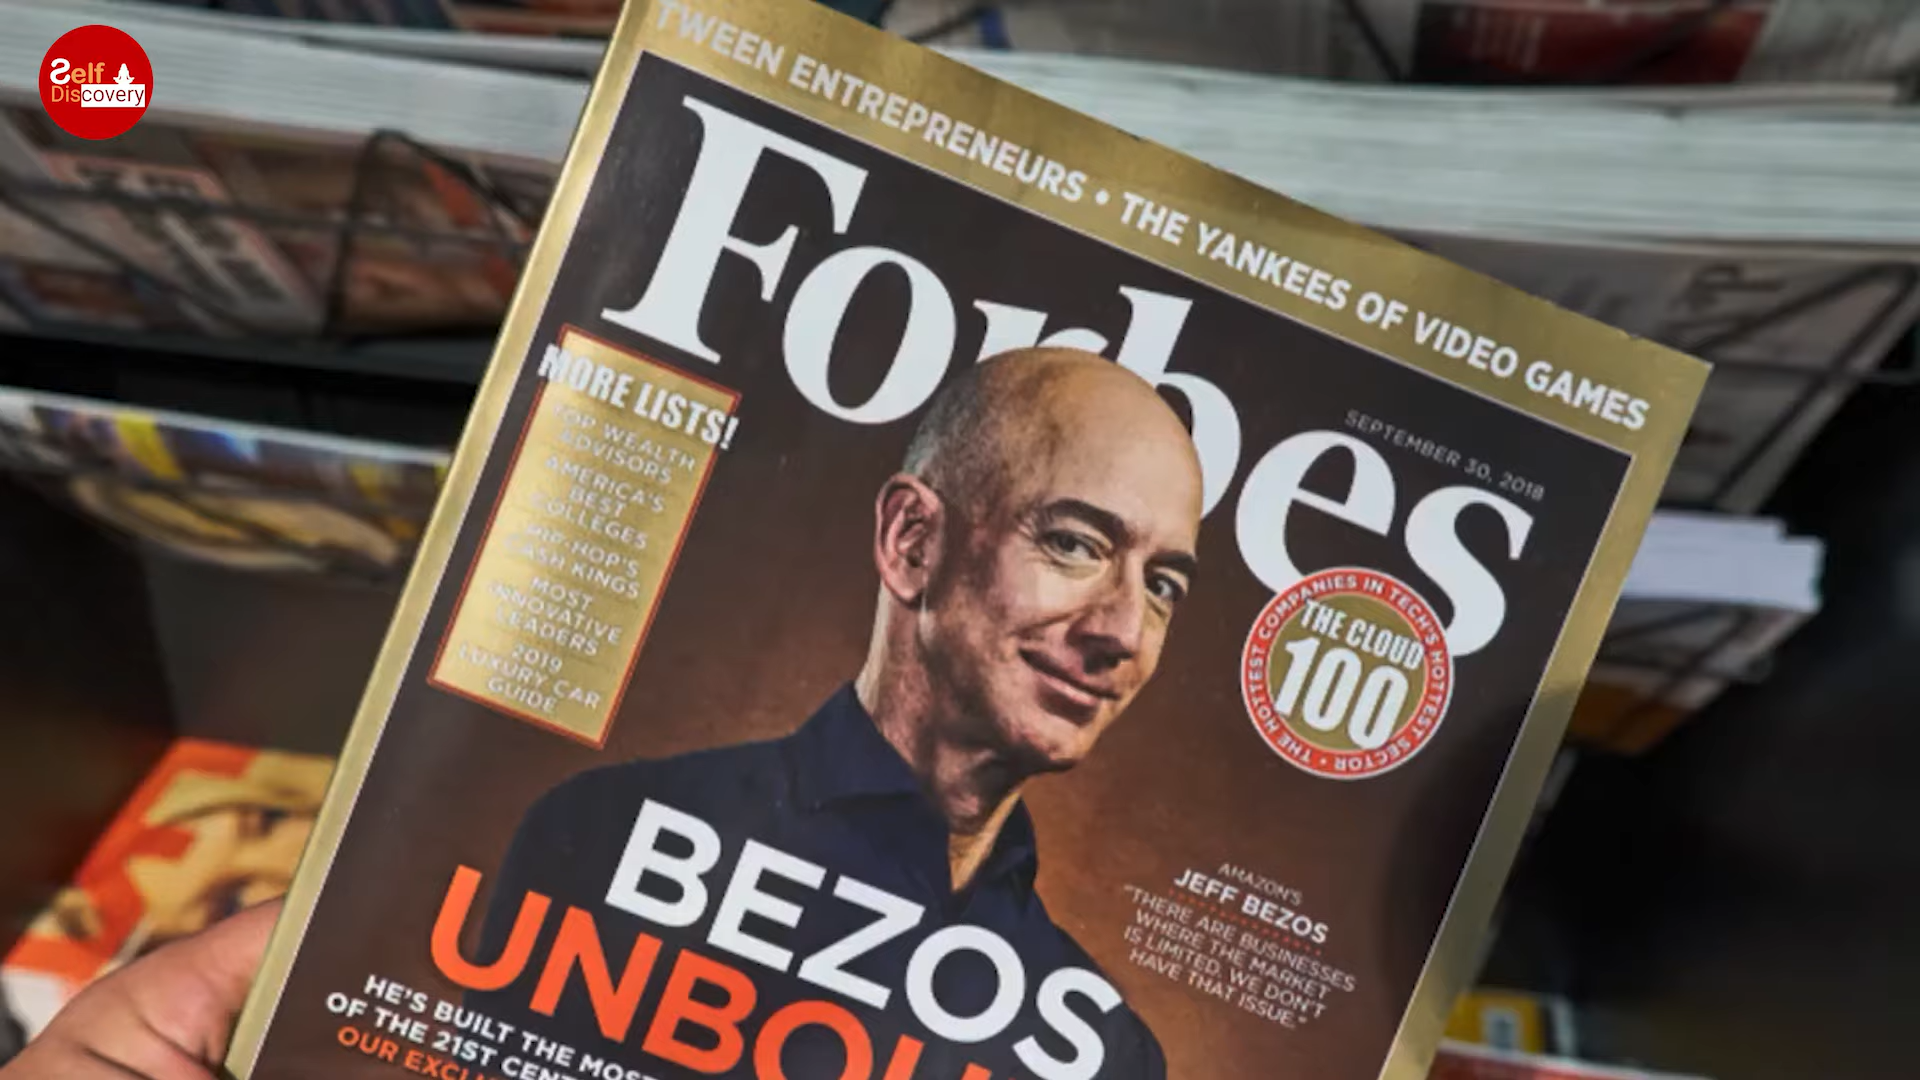 Self
Discovery
TWEEN ENTREPRENEURS • THE YANKEES OF VIDEO GAMES
Forbes
SEPTEMBER 30, 2018
MORE LISTS!
TOP WEALTH
ADVISORS
AMERICA'S
BEST
COLLEGES
HIP-HOP'S
CASH KINGS
MOST
INNOVATIVE
LEADERS
2019
LUXURY CAR
GUIDE
THE HOTTEST COMPANIES IN TECH'S HOTTEST SECTOR •
THE CLOUD
100
AMAZON'S
JEFF BEZOS
"THERE ARE BUSINESSES
WHERE THE MARKET
IS LIMITED. WE DON'T
HAVE THAT ISSUE."
BEZOS
UNBOU
HE'S BUILT THE MOST
OF THE 21ST CENT
OUR EXCLU